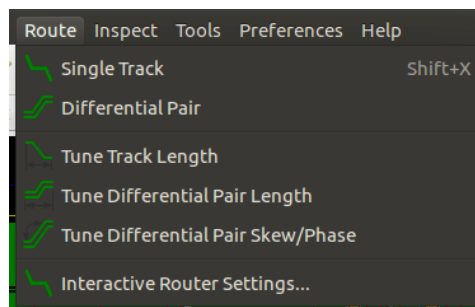 Route Inspect Tools Preferences Help
Single Track Shift+X
Differential Pair
Tune Track Length
Tune Differential Pair Length
Tune Differential Pair Skew/Phase
Interactive Router Settings...